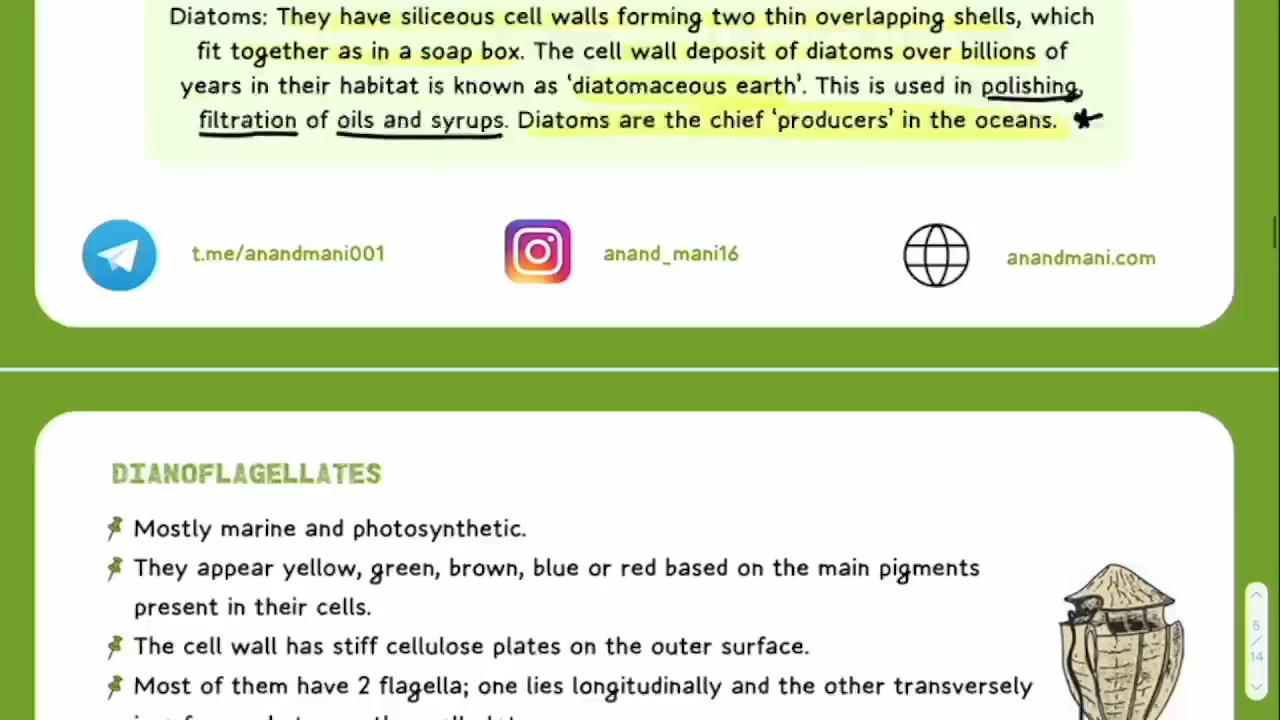 Diatoms: They have siliceous cell walls forming two thin overlapping shells, which
fit together as in a soap box. The cell wall deposit of diatoms over billions of
years in their habitat is known as ‘diatomaceous earth’. This is used in polishing,
filtration of oils and syrups. Diatoms are the chief ‘producers’ in the oceans.
t.me/anandmani001
anand_mani16
anandmani.com
DIANOFLAGELLATES
Mostly marine and photosynthetic.
They appear yellow, green, brown, blue or red based on the main pigments
present in their cells.
The cell wall has stiff cellulose plates on the outer surface.
Most of them have 2 flagella; one lies longitudinally and the other transversely
5
/
14